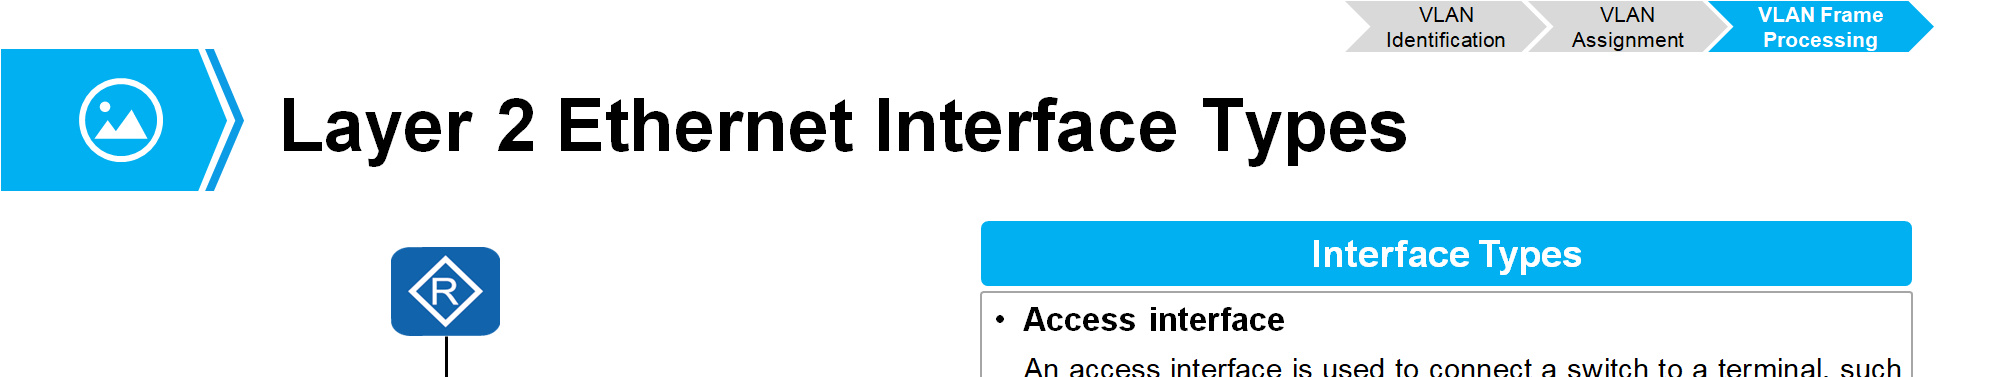 VLAN
Identification
VLAN
Assignment
VLAN Frame
Processing
Layer 2 Ethernet Interface Types
R
Interface Types
• Access interface
An access interface is used to connect a switch to a terminal, such